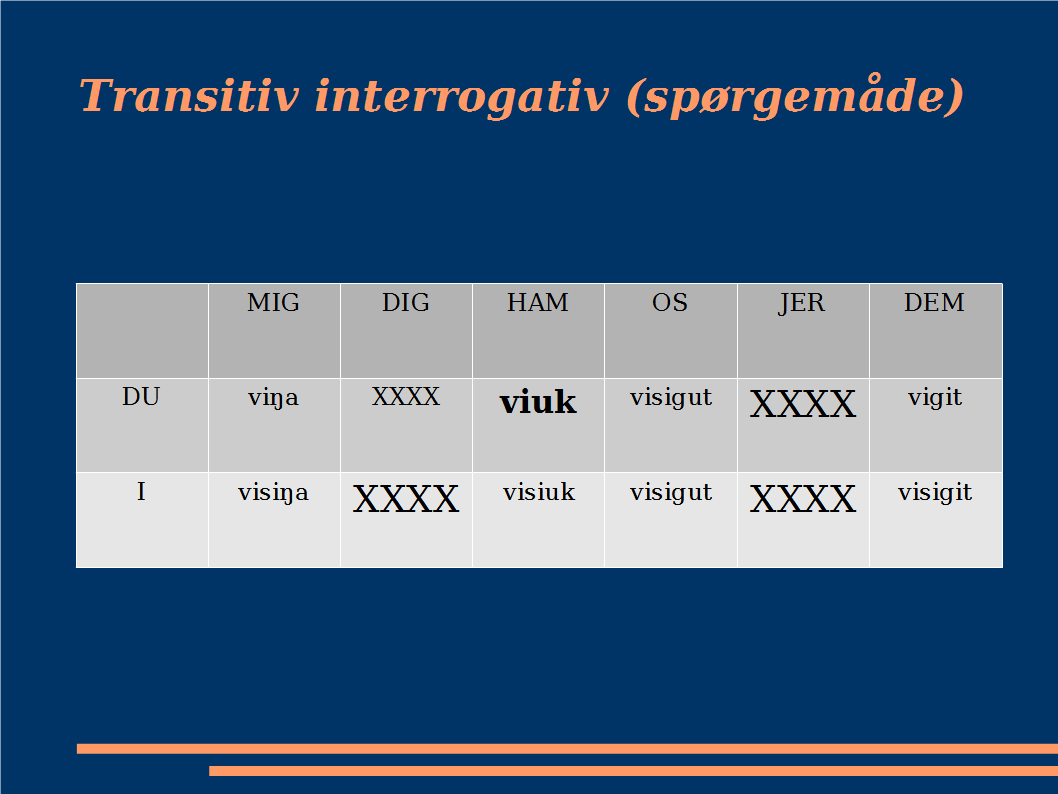 Transitiv interrogativ (spørgemåde)
MIG DIG HAM OS JER DEM
DU viŋa XXXX viuk visigut XXXX vigit
I visiŋa XXXX visiuk visigut XXXX visigit